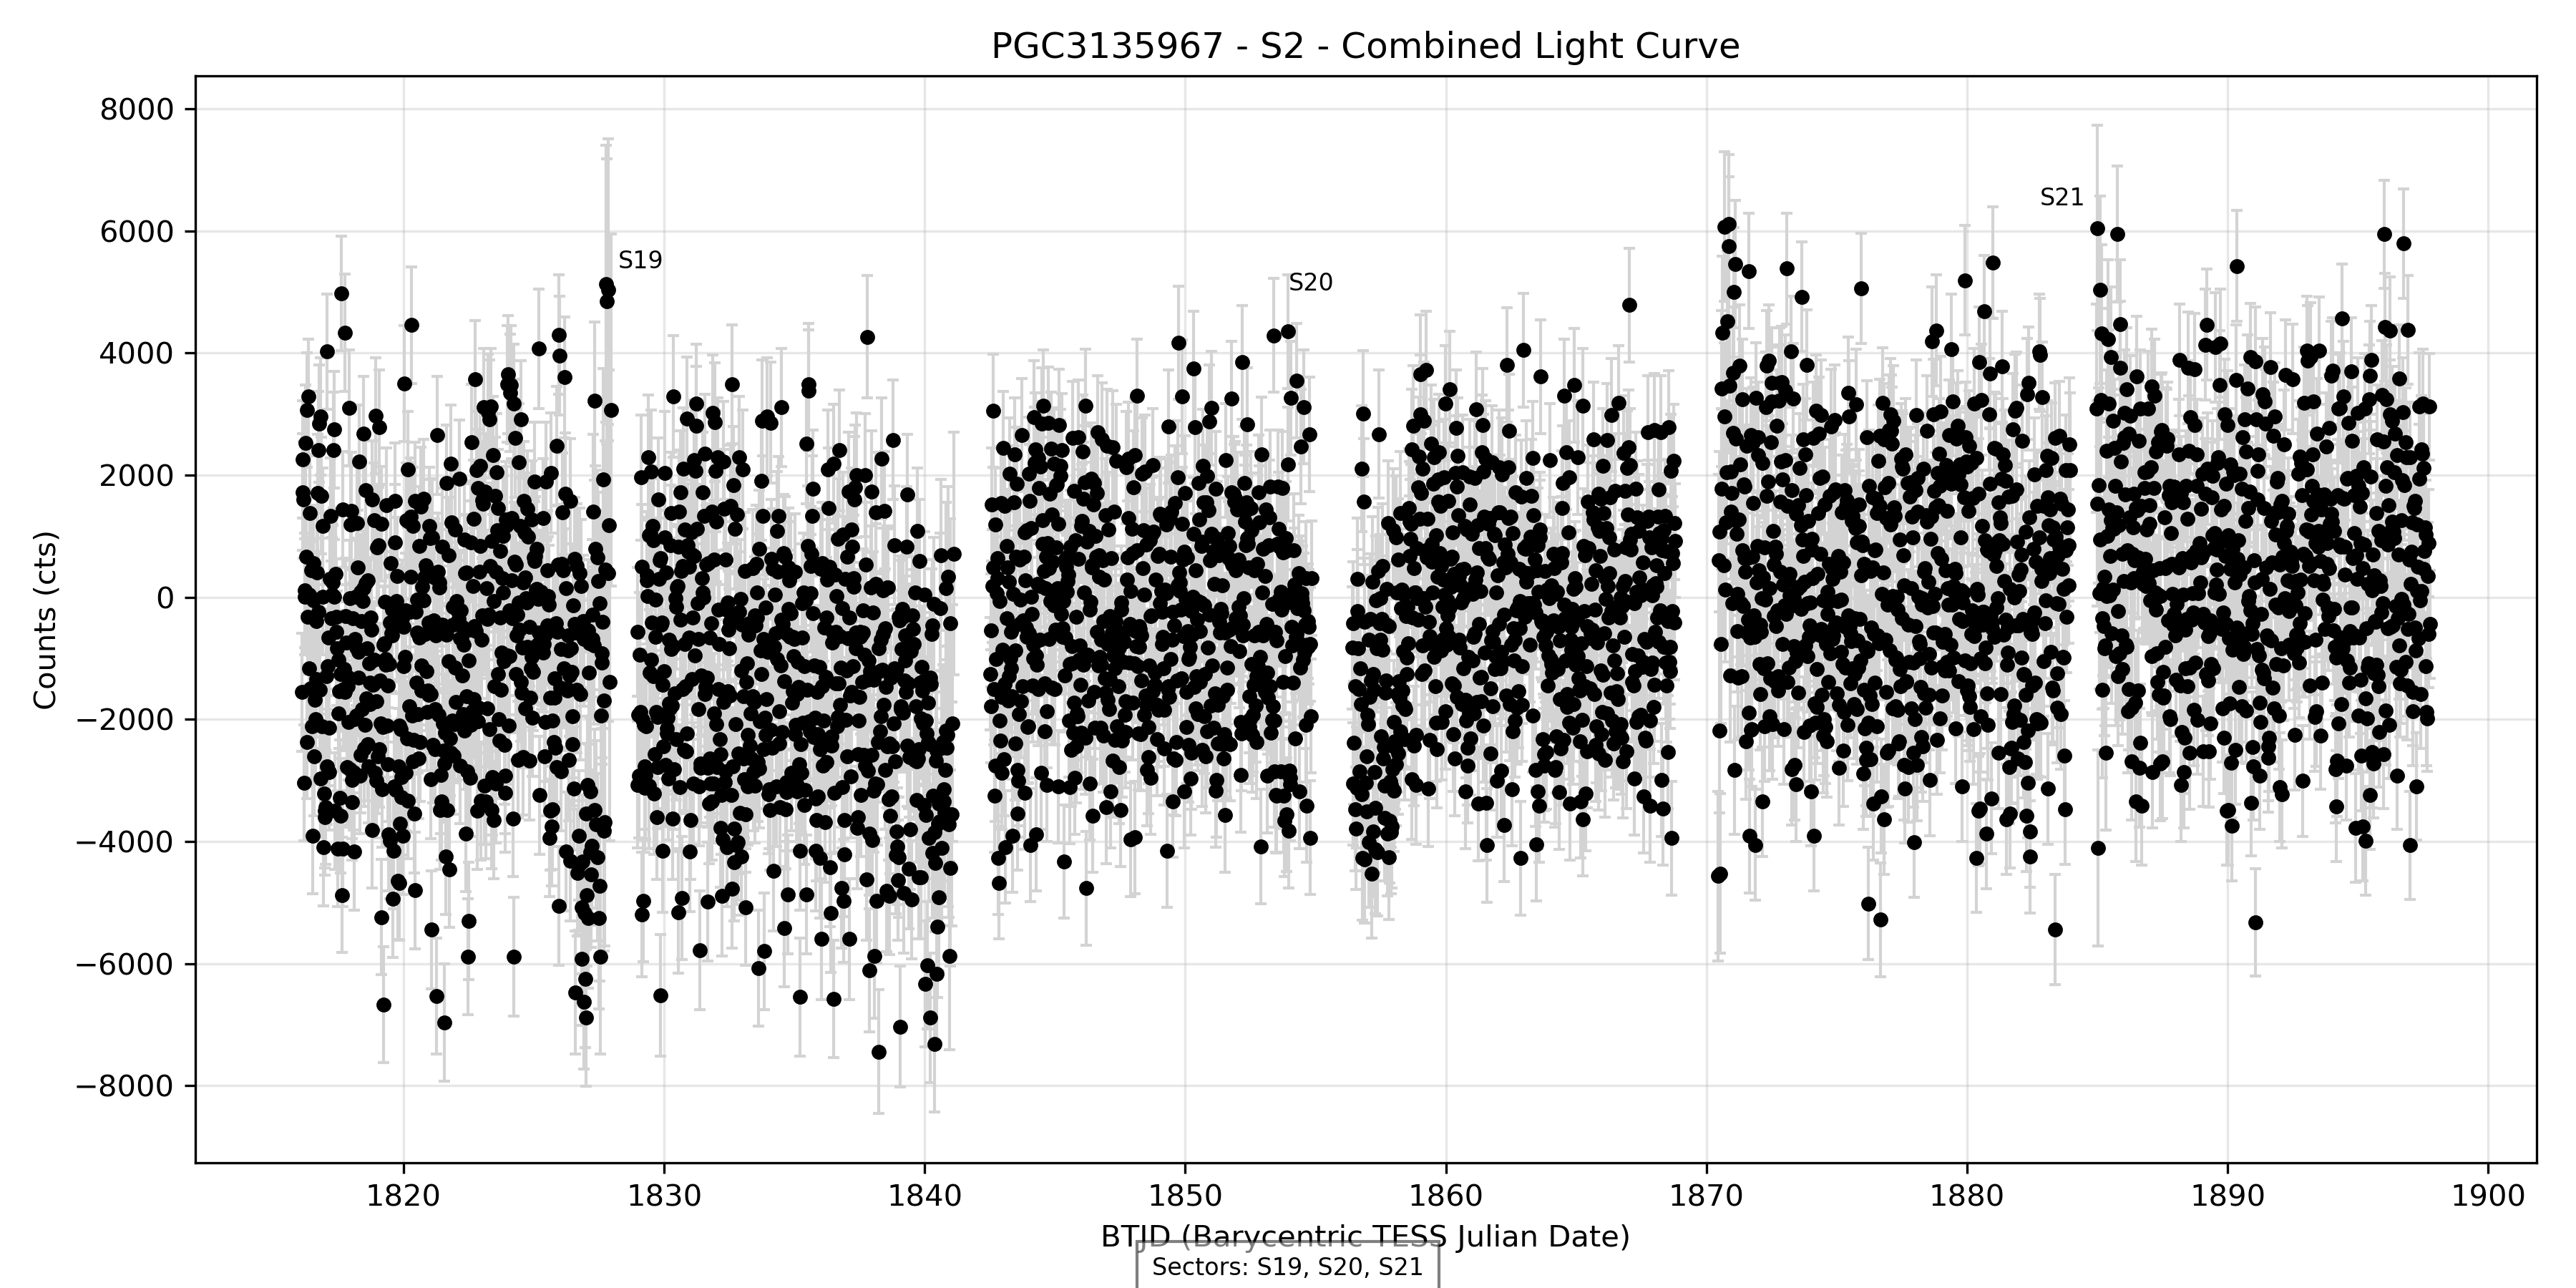 PGC3135967 - S2 - Combined Light Curve
8000
6000
4000
2000
0
−2000
−4000
−6000
−8000
Counts (cts)
S19
S20
S21
1820
1830
1840
1850
1860
1870
1880
1890
1900
BTJD (Barycentric TESS Julian Date)
Sectors: S19, S20, S21